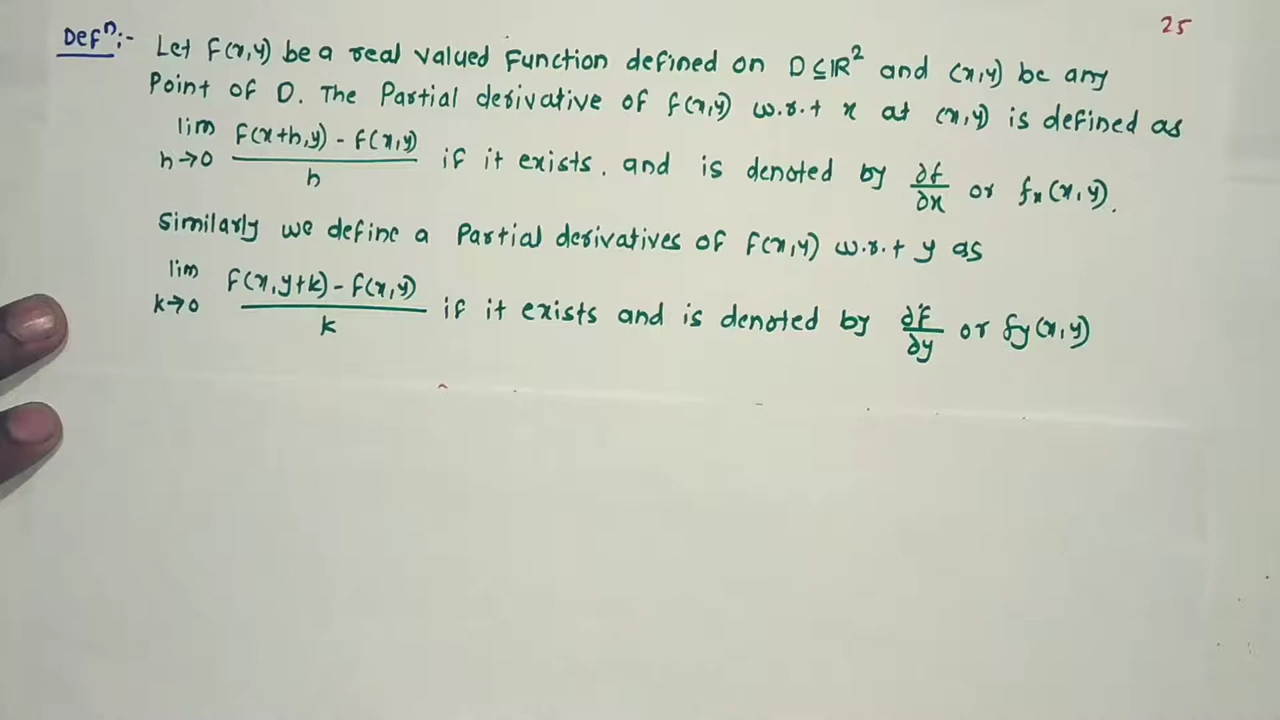 25
Defⁿ:- Let f(x,y) be a real valued function defined on D⊆ℝ² and (x,y) be any
Point of D. The Partial derivative of f(x,y) w.r.t x at (x,y) is defined as
lim h→0 (f(x+h,y) - f(x,y))/h if it exists. and is denoted by ∂f/∂x or fₓ(x,y).
Similarly we define a Partial derivatives of f(x,y) w.r.t y as
lim k→0 (f(x,y+k) - f(x,y))/k if it exists and is denoted by ∂f/∂y or fy(x,y)